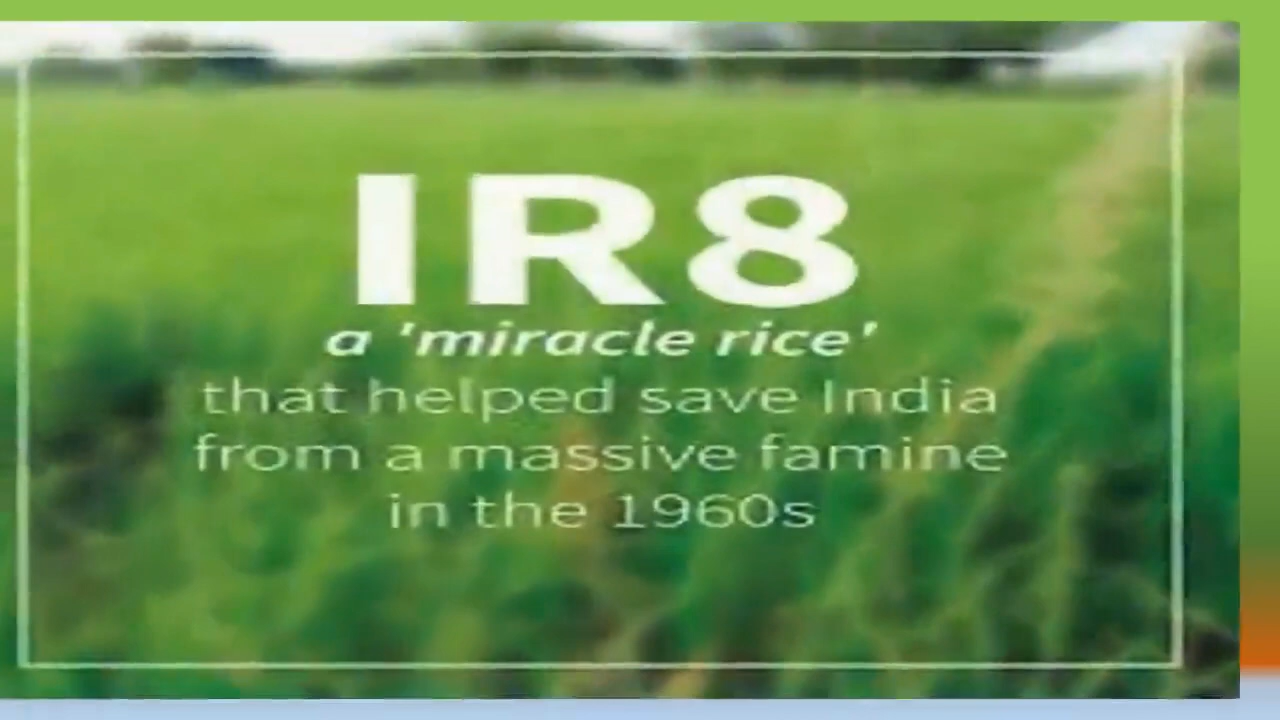 IR8
a 'miracle rice'
that helped save India
from a massive famine
in the 1960s